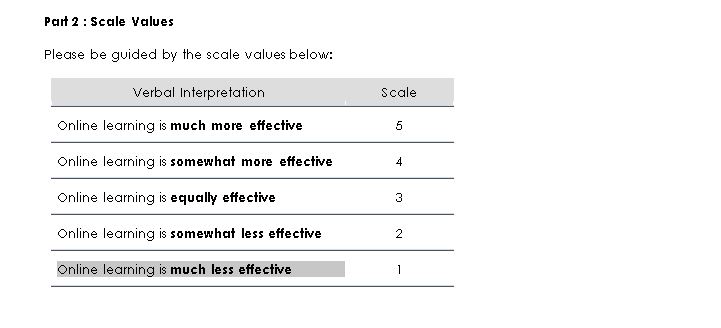 Part 2 : Scale Values
Please be guided by the scale values below:
Verbal Interpretation Scale
Online learning is much more effective 5
Online learning is somewhat more effective 4
Online learning is equally effective 3
Online learning is somewhat less effective 2
Online learning is much less effective 1